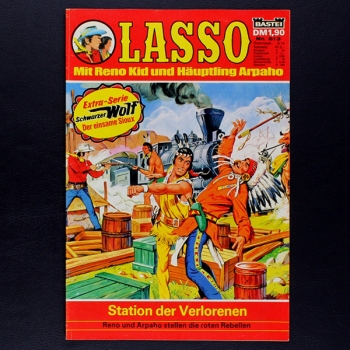 LASSO
BASTEI
DM 1,90
Mit Reno Kid und Häuptling Arpaho
Extra-Serie
Schwarzer Wolf
Der einsame Sioux
Station der Verlorenen
Reno und Arpaho stellen die roten Rebellen